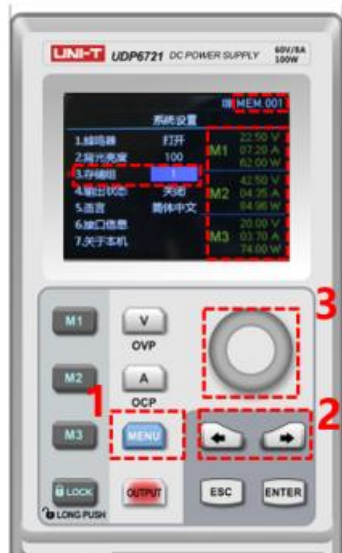 UNI-T UDP6721 DC POWER SUPPLY 60V/8A 100W
MEM 001
系统设置
1.蜂鸣器 打开
2.背光亮度 100
3.存储组 1
4.输出状态 关闭
5.语言 简体中文
6.接口信息
7.关于本机
M1 22.50 V
07.20 A
62.00 W
M2 42.50 V
04.35 A
84.96 W
M3 20.00 V
03.70 A
74.00 W
M1
V
OVP
3
M2
A
OCP
1
2
M3
MENU
LOCK
OUTPUT
ESC
ENTER
LONG PUSH